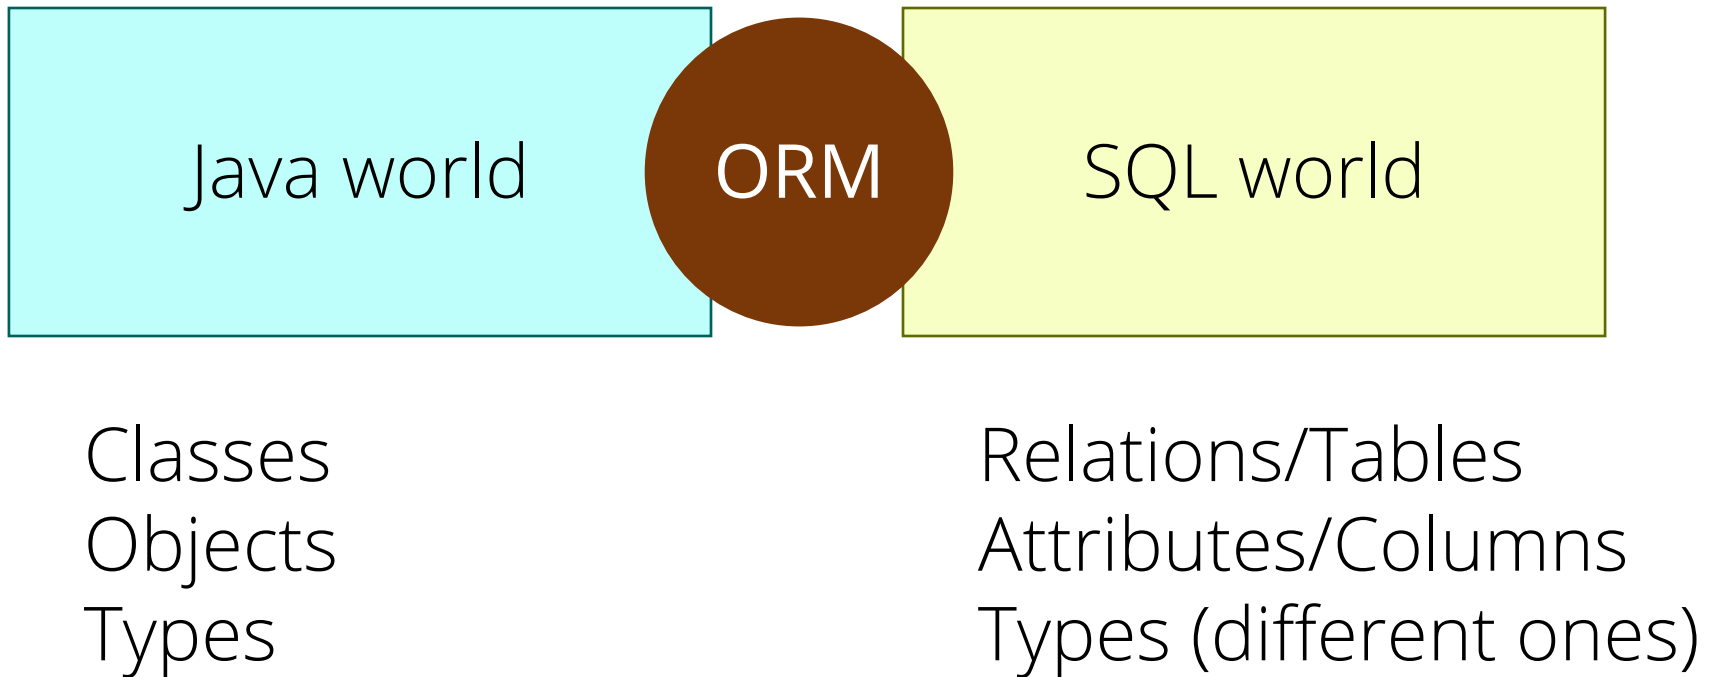 Java world
ORM
SQL world
Classes
Objects
Types
Relations/Tables
Attributes/Columns
Types (different ones)